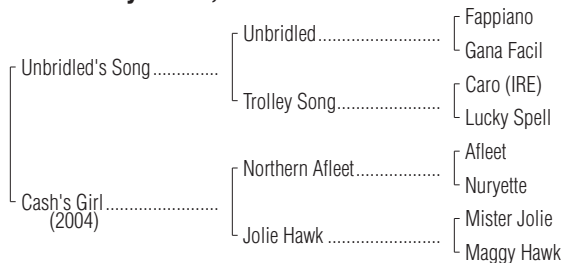 Fappiano
Unbridled
Gana Facil
Unbridled's Song
Caro (IRE)
Trolley Song
Lucky Spell
Afleet
Northern Afleet
Nuryette
Cash's Girl
(2004)
Mister Jolie
Jolie Hawk
Maggy Hawk